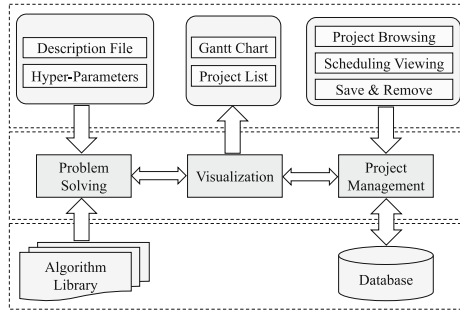 Description File
Hyper-Parameters
Gantt Chart
Project List
Project Browsing
Scheduling Viewing
Save & Remove
Problem
Solving
Visualization
Project
Management
Algorithm
Library
Database